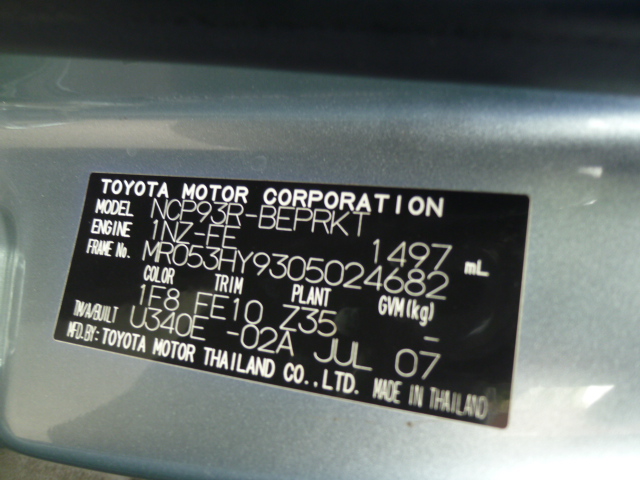 TOYOTA MOTOR CORPORATION
MODEL NCP93R-BEPRKT
ENGINE 1NZ-FE 1497 mL
FRAME No. MR053HY9305024682
COLOR TRIM PLANT GVM(kg)
1F8 FE10 Z35 -
TM/A/BUILT U340E -02A JUL 07
MFD.BY: TOYOTA MOTOR THAILAND CO.,LTD. MADE IN THAILAND